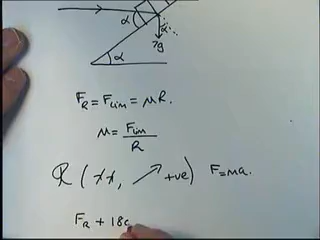 α
α
7g
α
F_R = F_Lim = μR.
μ = F_Lim / R
R ( ↗↗, ↗ +ve) F=ma.
F_R + 18c